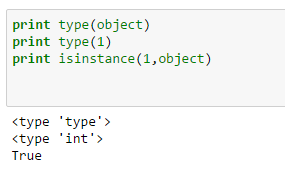 print type(object)
print type(1)
print isinstance(1,object)
<type 'type'>
<type 'int'>
True